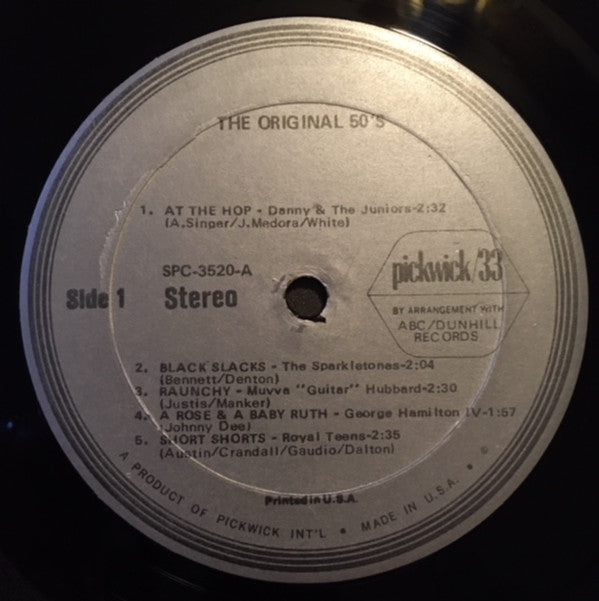 THE ORIGINAL 50'S
1. AT THE HOP - Danny & The Juniors-2:32
(A.Singer/J.Medora/White)
SPC-3520-A
Side 1 Stereo
pickwick/33
BY ARRANGEMENT WITH
ABC/DUNHILL
RECORDS
2. BLACK SLACKS - The Sparkletones-2:04
(Bennett/Denton)
3. RAUNCHY - Muvva "Guitar" Hubbard-2:30
(Justis/Manker)
4. A ROSE & A BABY RUTH - George Hamilton IV-1:57
(Johnny Dee)
5. SHORT SHORTS - Royal Teens-2:35
(Austin/Crandall/Gaudio/Dalton)
Printed in U.S.A.
A PRODUCT OF PICKWICK INT'L • MADE IN U.S.A. • ©